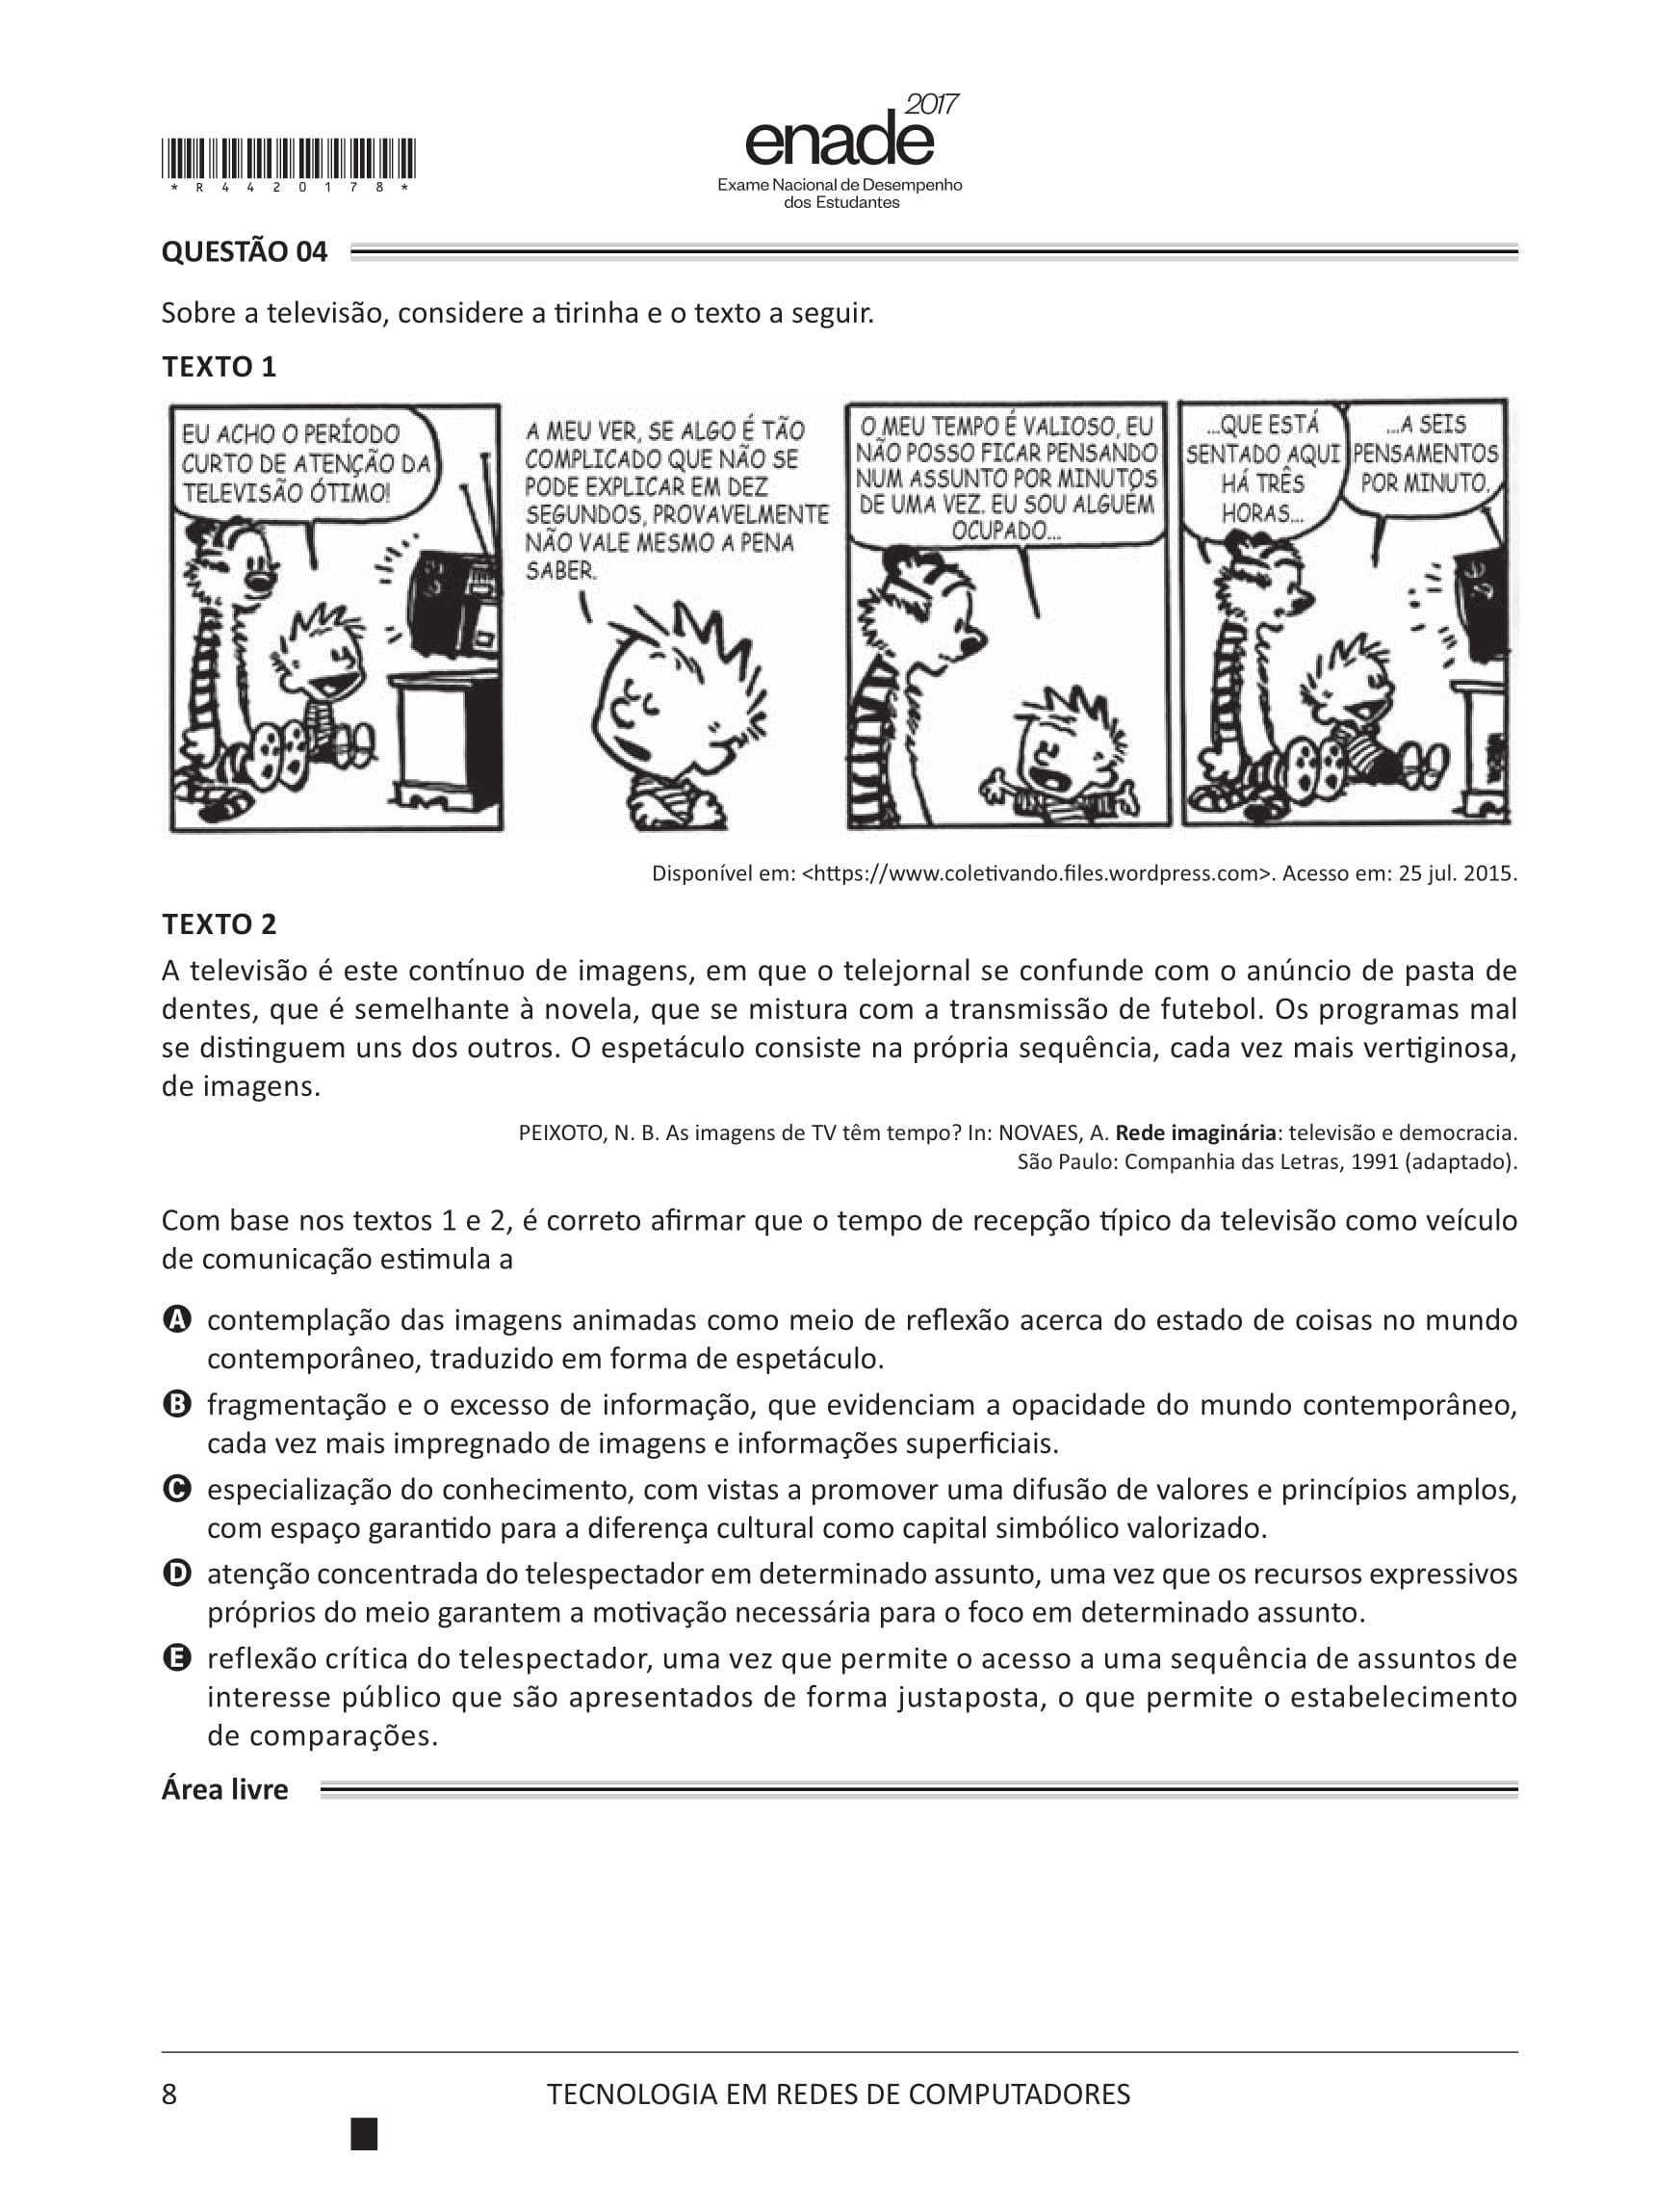 2017
enade
Exame Nacional de Desempenho
dos Estudantes
*R4420178*
QUESTÃO 04
Sobre a televisão, considere a tirinha e o texto a seguir.
TEXTO 1
EU ACHO O PERÍODO
CURTO DE ATENÇÃO DA
TELEVISÃO ÓTIMO!
A MEU VER, SE ALGO É TÃO
COMPLICADO QUE NÃO SE
PODE EXPLICAR EM DEZ
SEGUNDOS, PROVAVELMENTE
NÃO VALE MESMO A PENA
SABER.
O MEU TEMPO É VALIOSO, EU
NÃO POSSO FICAR PENSANDO
NUM ASSUNTO POR MINUTOS
DE UMA VEZ. EU SOU ALGUÉM
OCUPADO...
...QUE ESTÁ
SENTADO AQUI
HÁ TRÊS
HORAS...
...A SEIS
PENSAMENTOS
POR MINUTO.
Disponível em: <https://www.coletivando.files.wordpress.com>. Acesso em: 25 jul. 2015.
TEXTO 2
A televisão é este contínuo de imagens, em que o telejornal se confunde com o anúncio de pasta de
dentes, que é semelhante à novela, que se mistura com a transmissão de futebol. Os programas mal
se distinguem uns dos outros. O espetáculo consiste na própria sequência, cada vez mais vertiginosa,
de imagens.
PEIXOTO, N. B. As imagens de TV têm tempo? In: NOVAES, A. Rede imaginária: televisão e democracia.
São Paulo: Companhia das Letras, 1991 (adaptado).
Com base nos textos 1 e 2, é correto afirmar que o tempo de recepção típico da televisão como veículo
de comunicação estimula a
A contemplação das imagens animadas como meio de reflexão acerca do estado de coisas no mundo
contemporâneo, traduzido em forma de espetáculo.
B fragmentação e o excesso de informação, que evidenciam a opacidade do mundo contemporâneo,
cada vez mais impregnado de imagens e informações superficiais.
C especialização do conhecimento, com vistas a promover uma difusão de valores e princípios amplos,
com espaço garantido para a diferença cultural como capital simbólico valorizado.
D atenção concentrada do telespectador em determinado assunto, uma vez que os recursos expressivos
próprios do meio garantem a motivação necessária para o foco em determinado assunto.
E reflexão crítica do telespectador, uma vez que permite o acesso a uma sequência de assuntos de
interesse público que são apresentados de forma justaposta, o que permite o estabelecimento
de comparações.
Área livre
8
TECNOLOGIA EM REDES DE COMPUTADORES